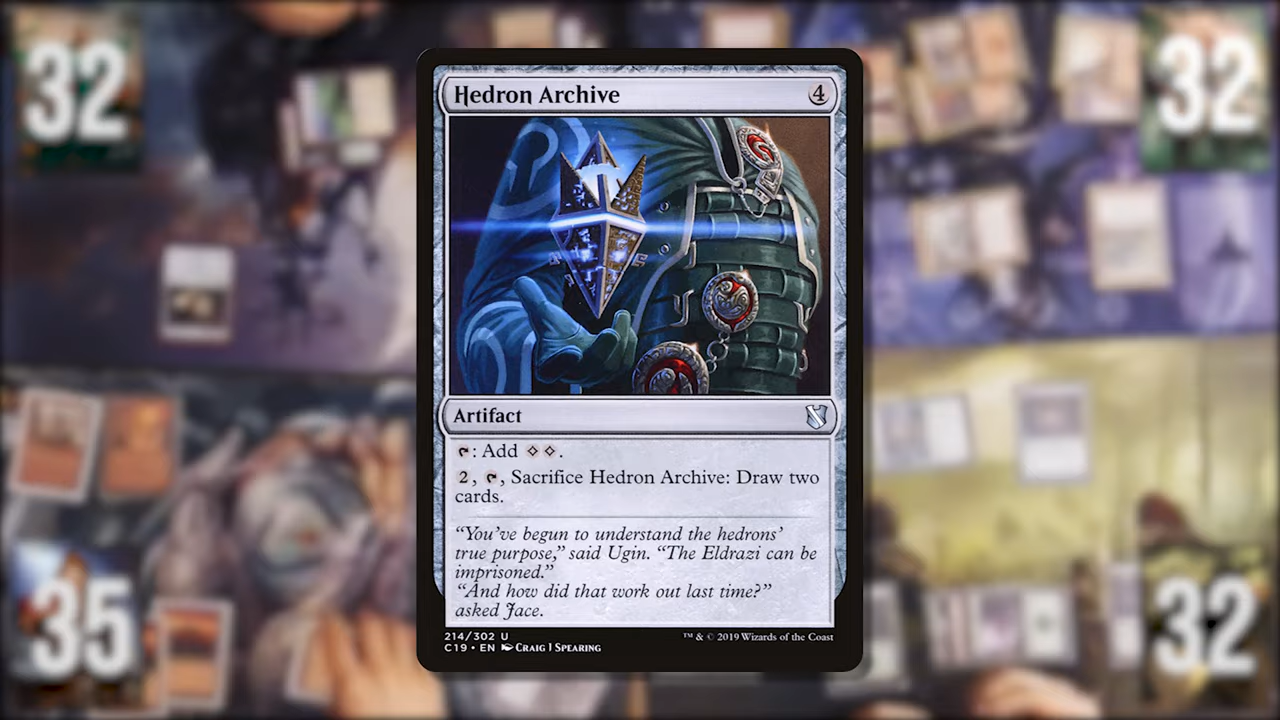 32
32
Hedron Archive 4
Artifact
: Add .
2, , Sacrifice Hedron Archive: Draw two
cards.
“You’ve begun to understand the hedrons’
true purpose,” said Ugin. “The Eldrazi can be
imprisoned.”
“And how did that work out last time?”
asked Jace.
214/302 U
C19 • EN Craig J Spearing
™ & © 2019 Wizards of the Coast
35
32